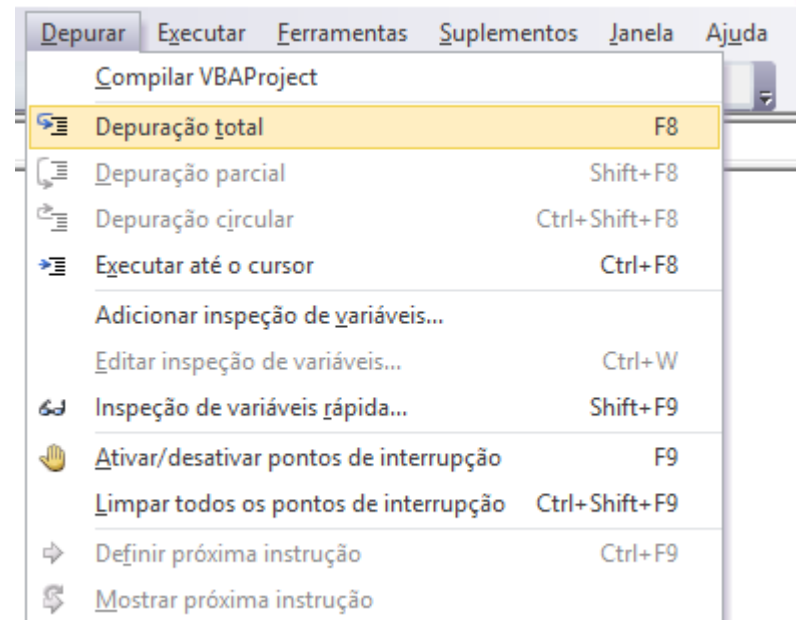 Depurar Executar Ferramentas Suplementos Janela Ajuda
Compilar VBAProject
Depuração total F8
Depuração parcial Shift+F8
Depuração circular Ctrl+Shift+F8
Executar até o cursor Ctrl+F8
Adicionar inspeção de variáveis...
Editar inspeção de variáveis... Ctrl+W
Inspeção de variáveis rápida... Shift+F9
Ativar/desativar pontos de interrupção F9
Limpar todos os pontos de interrupção Ctrl+Shift+F9
Definir próxima instrução Ctrl+F9
Mostrar próxima instrução